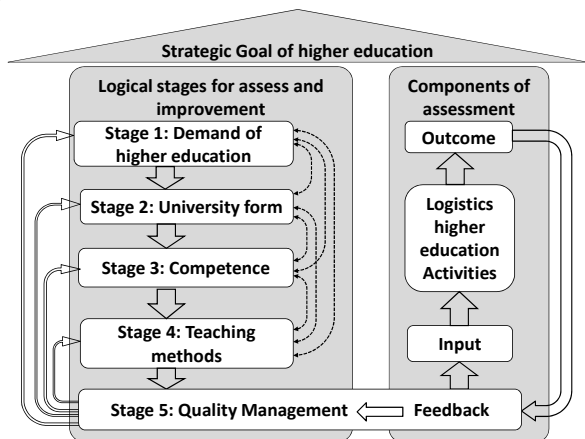 Strategic Goal of higher education
Logical stages for assess and
improvement
Stage 1: Demand of
higher education
Stage 2: University form
Stage 3: Competence
Stage 4: Teaching
methods
Stage 5: Quality Management
Components of
assessment
Outcome
Logistics
higher
education
Activities
Input
Feedback